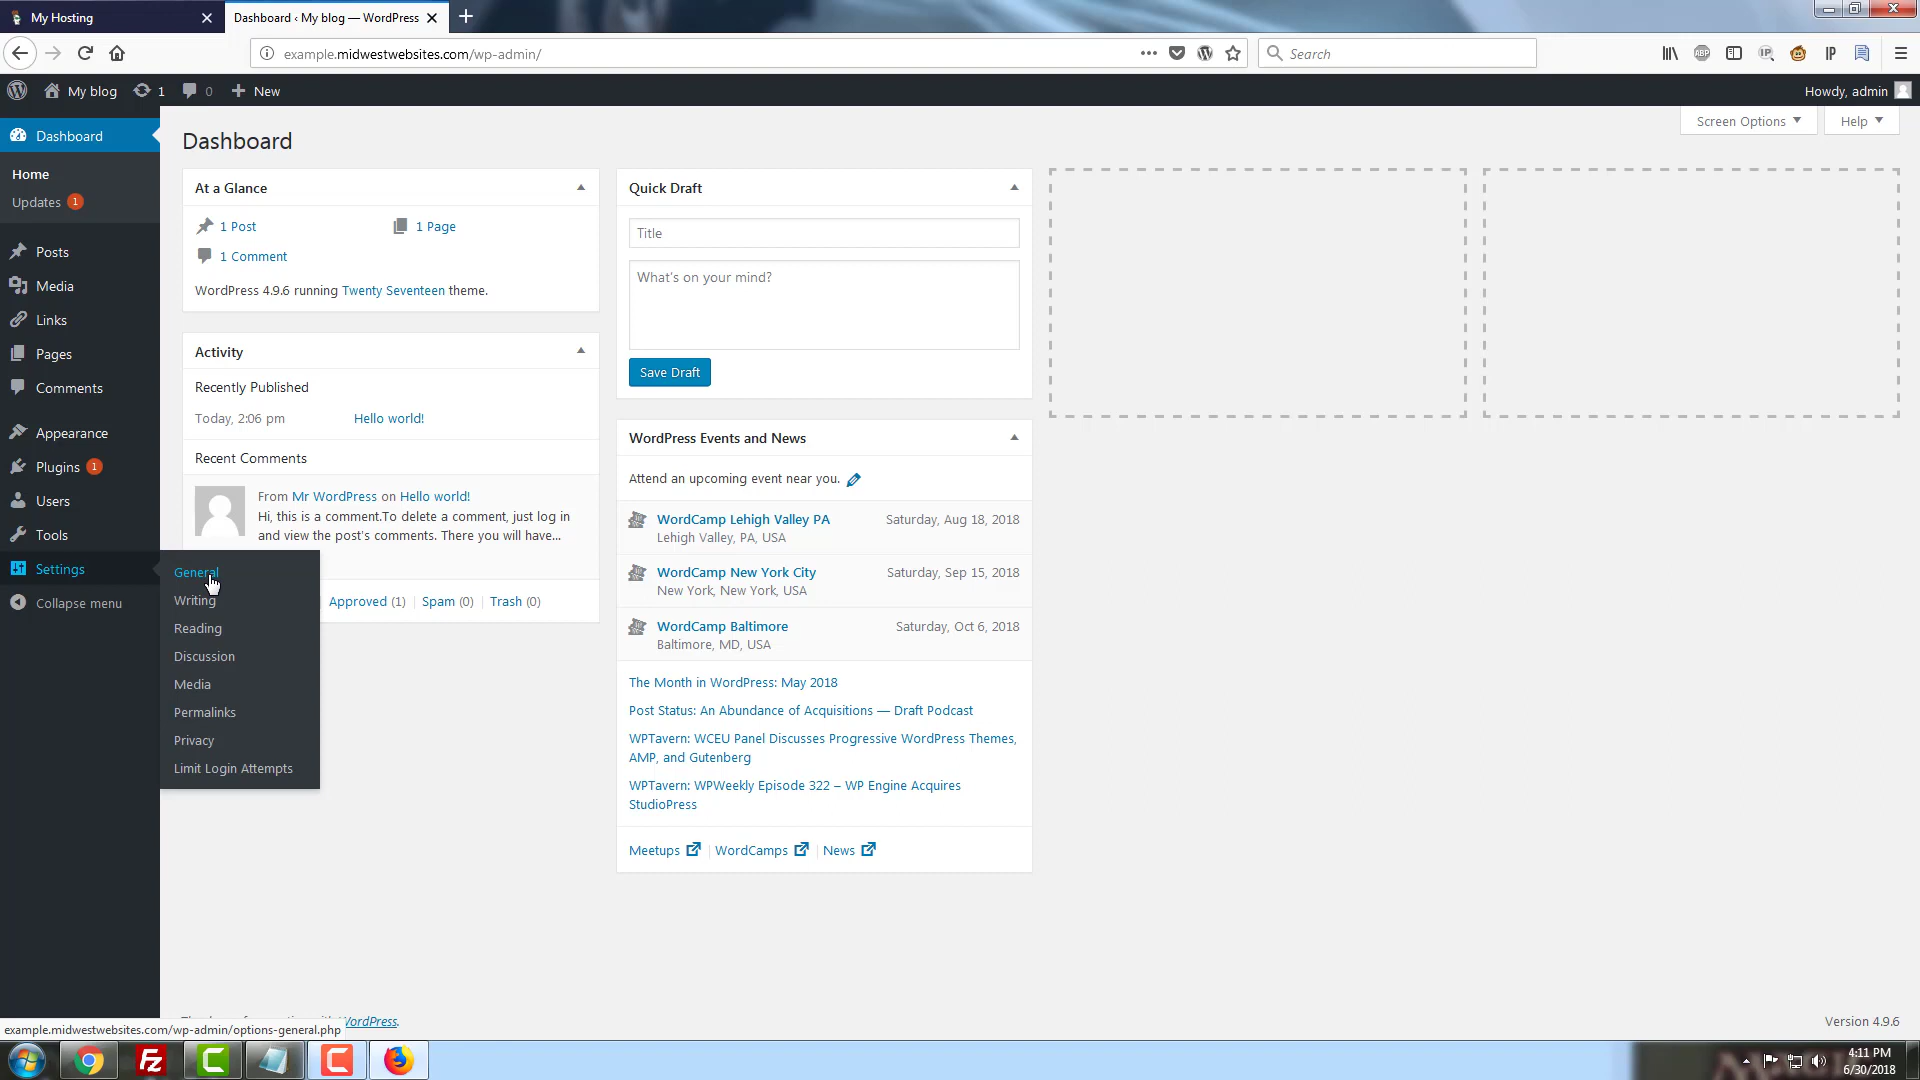 My Hosting
Dashboard ‹ My blog — WordPress
example.midwestwebsites.com/wp-admin/
Search
ABP
IP
IP
My blog
1
0
New
Howdy, admin
Dashboard
Home
Updates 1
Posts
Media
Links
Pages
Comments
Appearance
Plugins 1
Users
Tools
Settings
Collapse menu
General
Writing
Reading
Discussion
Media
Permalinks
Privacy
Limit Login Attempts
Screen Options
Help
Dashboard
At a Glance
1 Post
1 Page
1 Comment
WordPress 4.9.6 running Twenty Seventeen theme.
Activity
Recently Published
Today, 2:06 pm
Hello world!
Recent Comments
From Mr WordPress on Hello world!
Hi, this is a comment.To delete a comment, just log in
and view the post's comments. There you will have...
Approved (1) | Spam (0) | Trash (0)
Quick Draft
Title
What's on your mind?
Save Draft
WordPress Events and News
Attend an upcoming event near you.
WordCamp Lehigh Valley PA
Saturday, Aug 18, 2018
Lehigh Valley, PA, USA
WordCamp New York City
Saturday, Sep 15, 2018
New York, New York, USA
WordCamp Baltimore
Saturday, Oct 6, 2018
Baltimore, MD, USA
The Month in WordPress: May 2018
Post Status: An Abundance of Acquisitions — Draft Podcast
WPTavern: WCEU Panel Discusses Progressive WordPress Themes,
AMP, and Gutenberg
WPTavern: WPWeekly Episode 322 – WP Engine Acquires
StudioPress
Meetups | WordCamps | News
WordPress.
Version 4.9.6
example.midwestwebsites.com/wp-admin/options-general.php
4:11 PM
6/30/2018